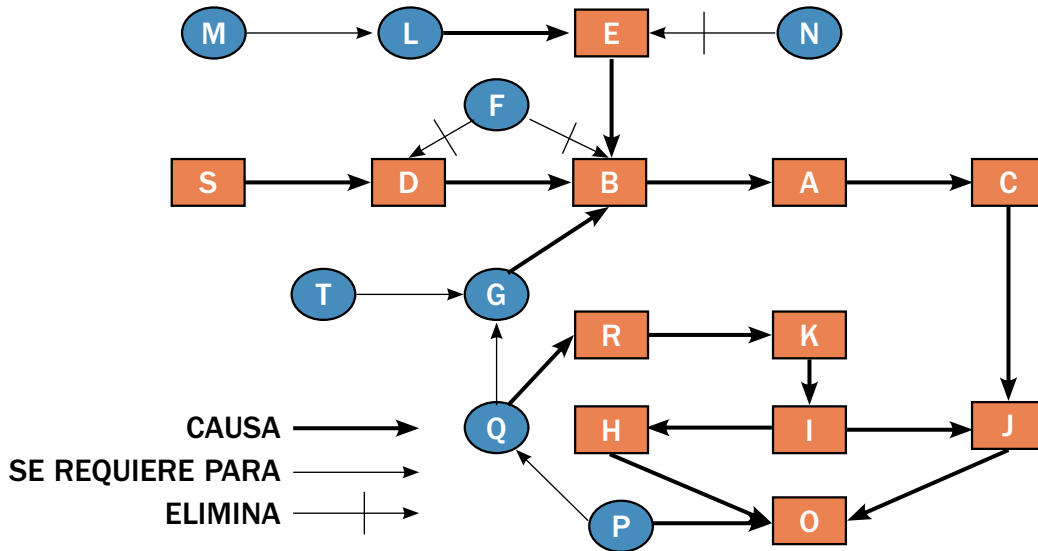 M L E N
F
S D B A C
T G
R K
CAUSA Q H I J
SE REQUIERE PARA
ELIMINA P O